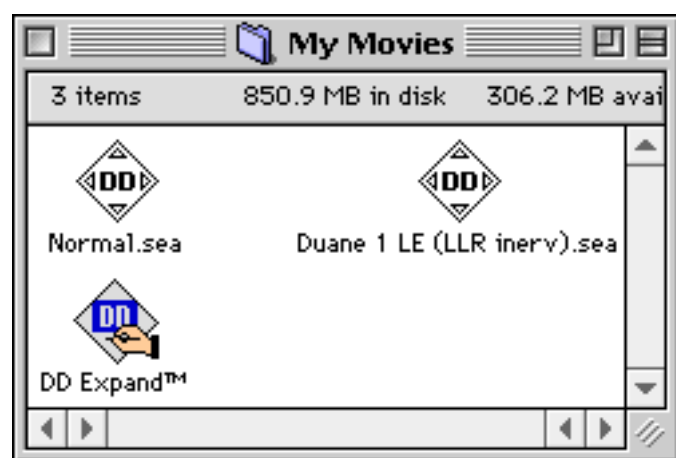 My Movies
3 items 850.9 MB in disk 306.2 MB avai
DD DD
Normal.sea Duane 1 LE (LLR inerv).sea
DD
DD Expand™